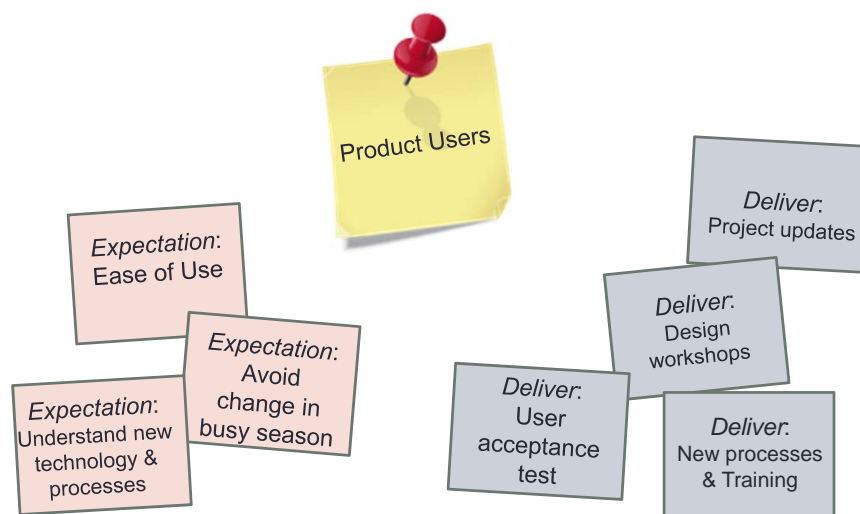 Product Users
Expectation:
Ease of Use
Expectation:
Avoid
change in
busy season
Expectation:
Understand new
technology &
processes
Deliver:
Project updates
Deliver:
Design
workshops
Deliver:
User
acceptance
test
Deliver:
New processes
& Training